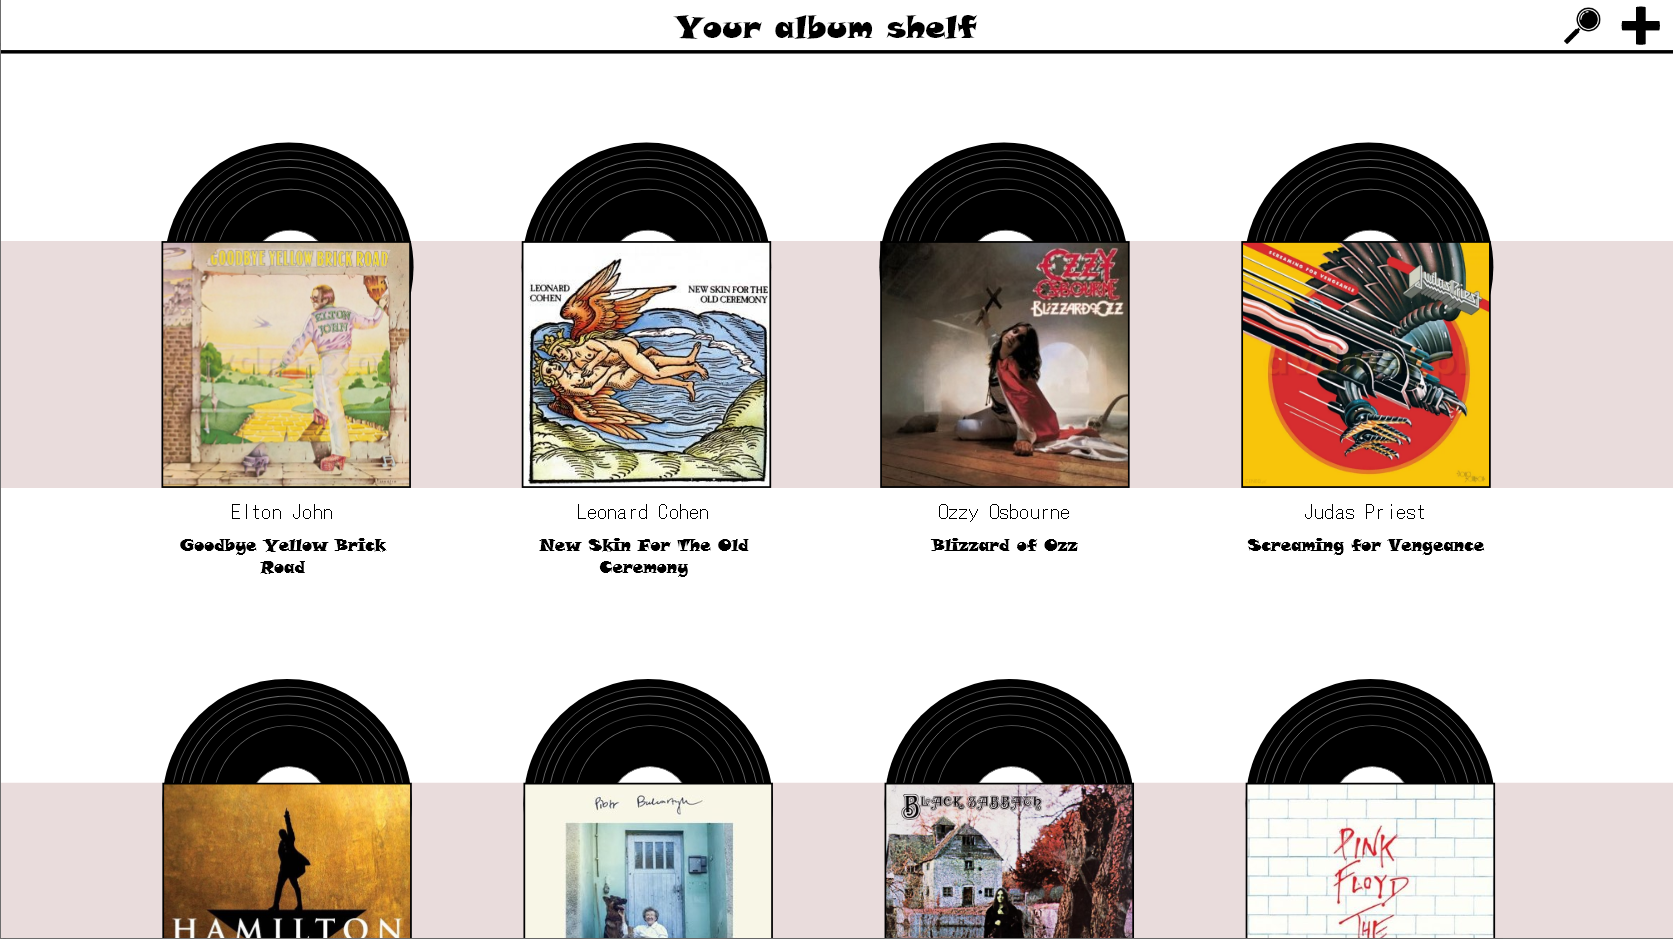 Your album shelf
GOODBYE YELLOW BRICK ROAD
ELTON
JOHN
LEONARD
COHEN
NEW SKIN FOR THE
OLD CEREMONY
OZZY
OSBOURNE
BLIZZARD OF OZZ
SCREAMING FOR VENGEANCE
Judas Priest
Elton John
Leonard Cohen
Ozzy Osbourne
Judas Priest
Goodbye Yellow Brick
Road
New Skin For The Old
Ceremony
Blizzard of Ozz
Screaming for Vengeance
HAMILTON
Piotr
BLACK SABBATH
PINK
FLOYD
THE